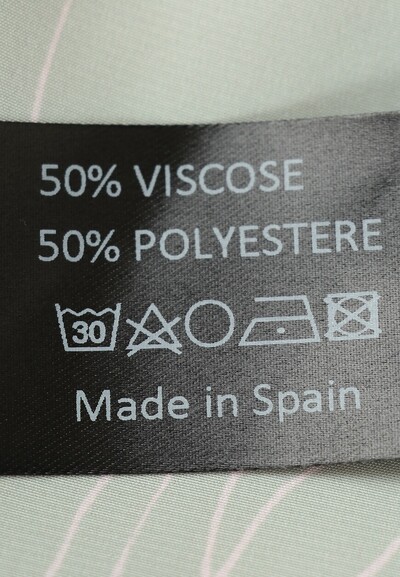 50% VISCOSE
50% POLYESTERE
30
Made in Spain